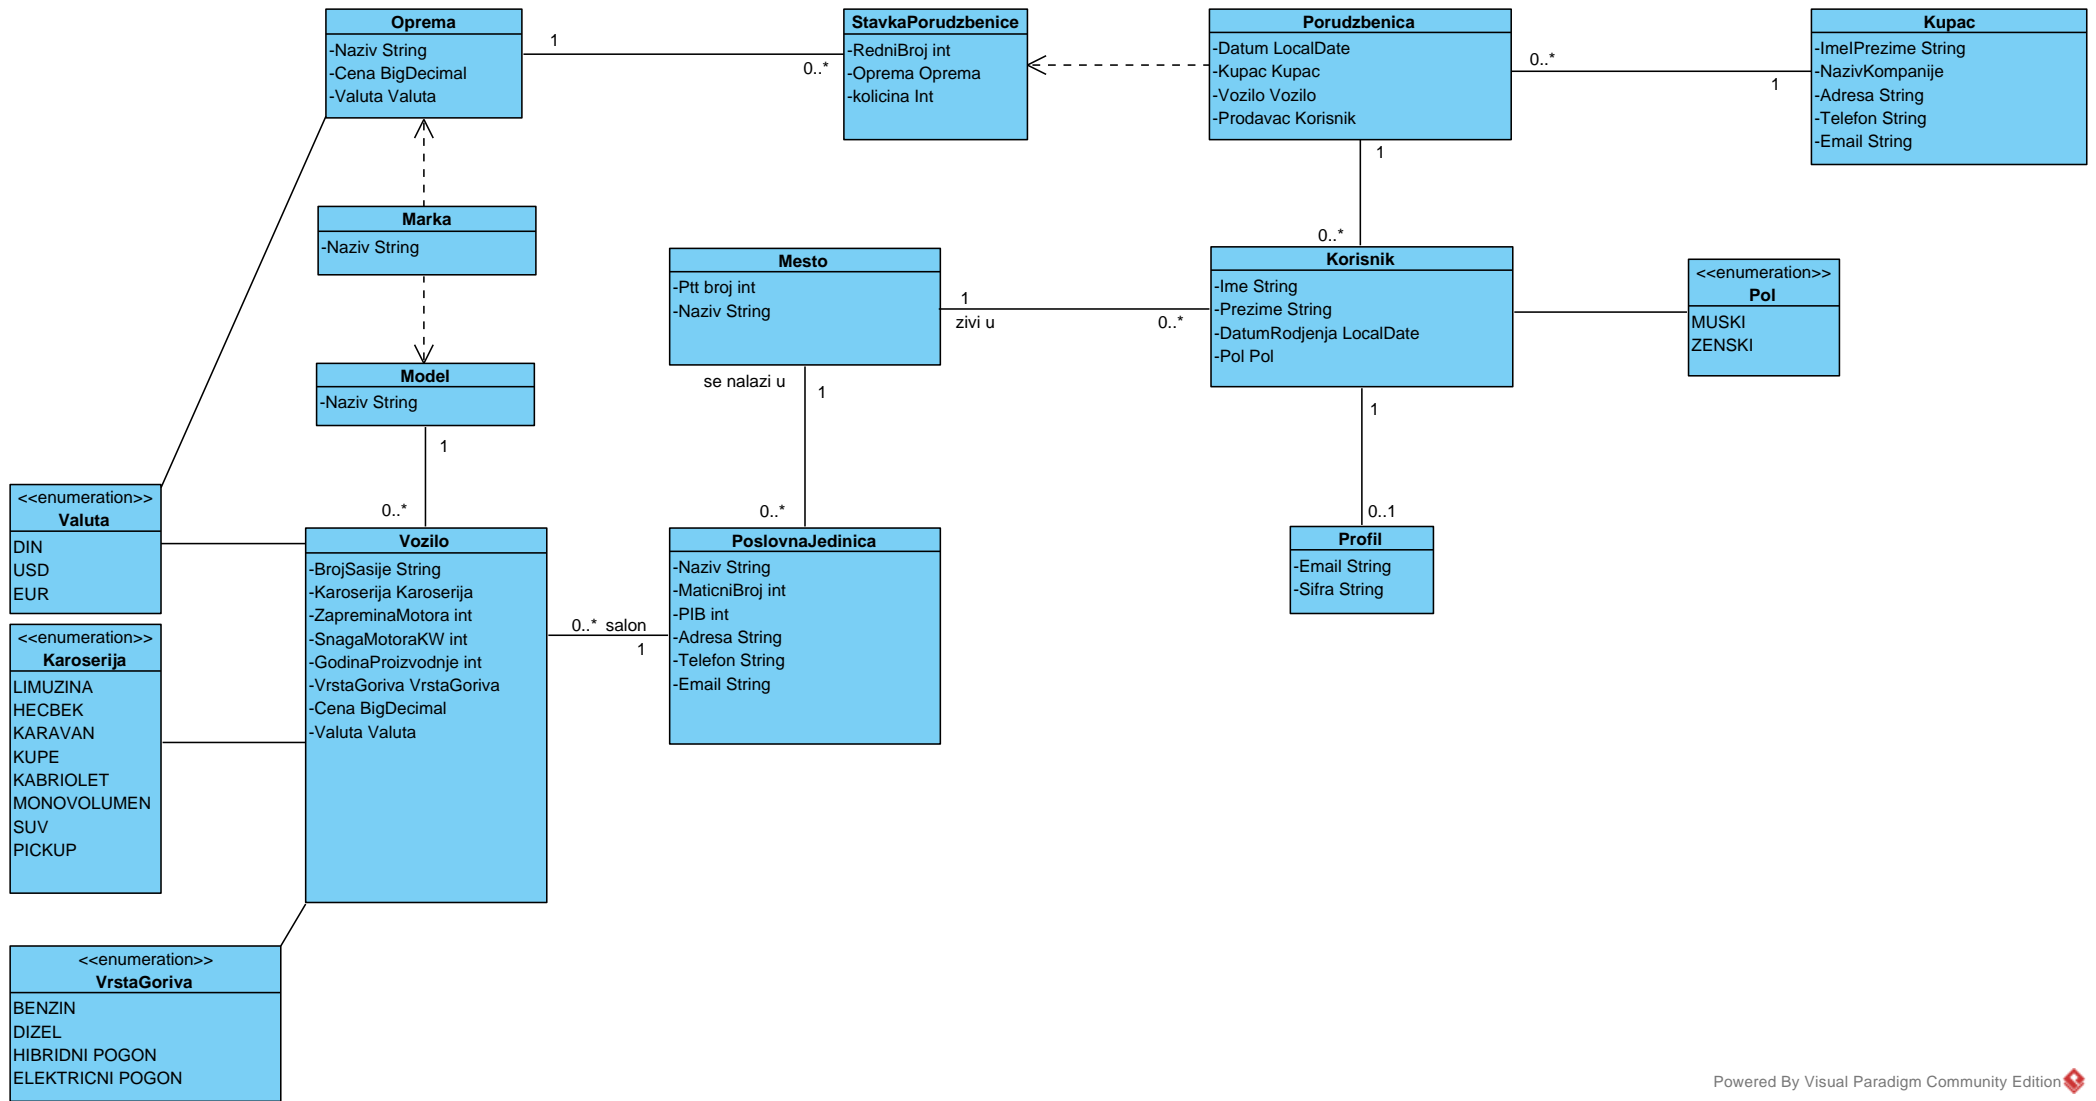 Oprema
-Naziv String
-Cena BigDecimal
-Valuta Valuta
1
0..*
StavkaPorudzbenice
-RedniBroj int
-Oprema Oprema
-kolicina Int
Porudzbenica
-Datum LocalDate
-Kupac Kupac
-Vozilo Vozilo
-Prodavac Korisnik
0..*
1
Kupac
-ImeIPrezime String
-NazivKompanije
-Adresa String
-Telefon String
-Email String
1
0..*
Marka
-Naziv String
Mesto
-Ptt broj int
-Naziv String
1
zivi u
0..*
Korisnik
-Ime String
-Prezime String
-DatumRodjenja LocalDate
-Pol Pol
<<enumeration>>
Pol
MUSKI
ZENSKI
Model
-Naziv String
1
0..*
se nalazi u
1
0..*
1
0..1
<<enumeration>>
Valuta
DIN
USD
EUR
Vozilo
-BrojSasije String
-Karoserija Karoserija
-ZapreminaMotora int
-SnagaMotoraKW int
-GodinaProizvodnje int
-VrstaGoriva VrstaGoriva
-Cena BigDecimal
-Valuta Valuta
0..* salon
1
PoslovnaJedinica
-Naziv String
-MaticniBroj int
-PIB int
-Adresa String
-Telefon String
-Email String
Profil
-Email String
-Sifra String
<<enumeration>>
Karoserija
LIMUZINA
HECBEK
KARAVAN
KUPE
KABRIOLET
MONOVOLUMEN
SUV
PICKUP
<<enumeration>>
VrstaGoriva
BENZIN
DIZEL
HIBRIDNI POGON
ELEKTRICNI POGON
Powered By Visual Paradigm Community Edition